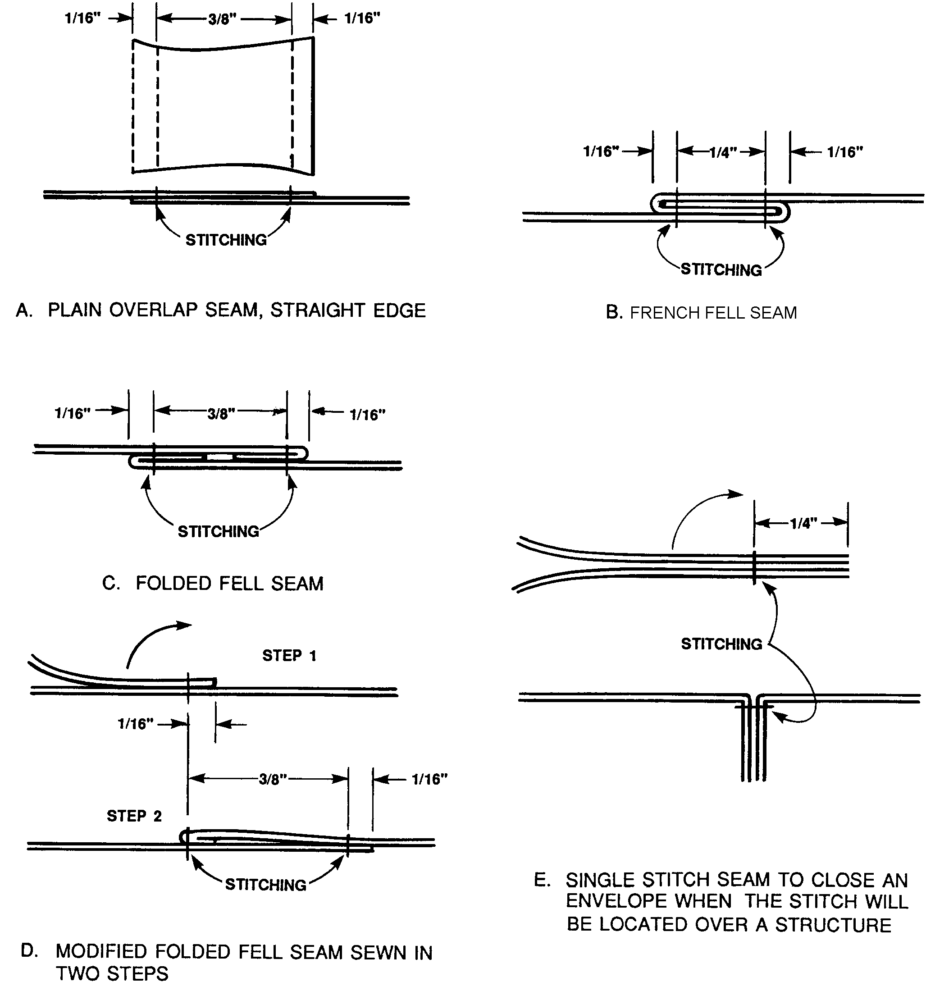 1/16" 3/8" 1/16"
STITCHING
A. PLAIN OVERLAP SEAM, STRAIGHT EDGE
1/16" 1/4" 1/16"
STITCHING
B. FRENCH FELL SEAM
1/16" 3/8" 1/16"
STITCHING
C. FOLDED FELL SEAM
STEP 1
1/16"
3/8" 1/16"
STEP 2
STITCHING
D. MODIFIED FOLDED FELL SEAM SEWN IN
TWO STEPS
1/4"
STITCHING
E. SINGLE STITCH SEAM TO CLOSE AN
ENVELOPE WHEN THE STITCH WILL
BE LOCATED OVER A STRUCTURE